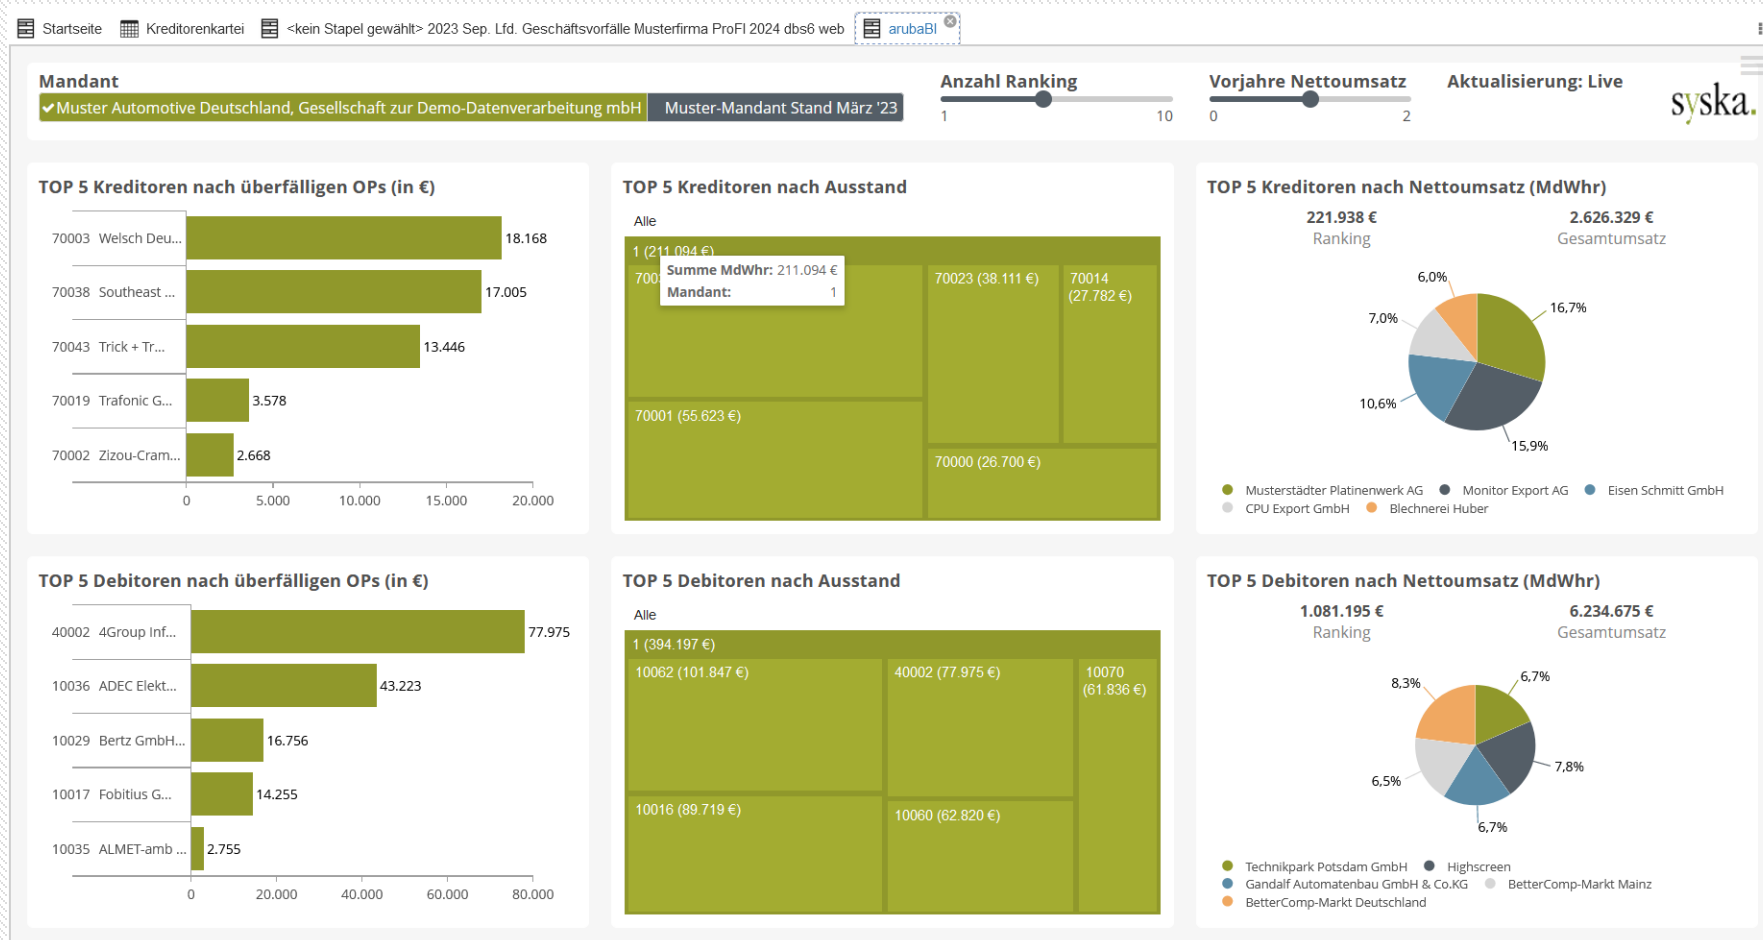 Startseite
Kreditorenkartei
<kein Stapel gewählt> 2023 Sep. Lfd. Geschäftsvorfälle Musterfirma ProFI 2024 dbs6 web
arubaBI
Mandant
Muster Automotive Deutschland, Gesellschaft zur Demo-Datenverarbeitung mbH
Muster-Mandant Stand März '23
Anzahl Ranking
1 10
Vorjahre Nettoumsatz
0 2
Aktualisierung: Live
syska.
TOP 5 Kreditoren nach überfälligen OPs (in €)
70003 Welsch Deu... 18.168
70038 Southeast ... 17.005
70043 Trick + Tr... 13.446
70019 Trafonic G... 3.578
70002 Zizou-Cram... 2.668
0 5.000 10.000 15.000 20.000
TOP 5 Kreditoren nach Ausstand
Alle
1 (211.094 €)
Summe MdWhr: 211.094 €
Mandant: 1
70023 (38.111 €)
70014
(27.782 €)
70001 (55.623 €)
70000 (26.700 €)
TOP 5 Kreditoren nach Nettoumsatz (MdWhr)
221.938 € 2.626.329 €
Ranking Gesamtumsatz
6,0%
16,7%
7,0%
10,6%
15,9%
Musterstädter Platinenwerk AG Monitor Export AG Eisen Schmitt GmbH
CPU Export GmbH Blechnerei Huber
TOP 5 Debitoren nach überfälligen OPs (in €)
40002 4Group Inf... 77.975
10036 ADEC Elekt... 43.223
10029 Bertz GmbH... 16.756
10017 Fobitius G... 14.255
10035 ALMET-amb ... 2.755
0 20.000 40.000 60.000 80.000
TOP 5 Debitoren nach Ausstand
Alle
1 (394.197 €)
10062 (101.847 €)
40002 (77.975 €)
10070
(61.836 €)
10016 (89.719 €)
10060 (62.820 €)
TOP 5 Debitoren nach Nettoumsatz (MdWhr)
1.081.195 € 6.234.675 €
Ranking Gesamtumsatz
8,3%
6,7%
7,8%
6,5%
6,7%
Technikpark Potsdam GmbH Highscreen
Gandalf Automatenbau GmbH & Co.KG BetterComp-Markt Mainz
BetterComp-Markt Deutschland